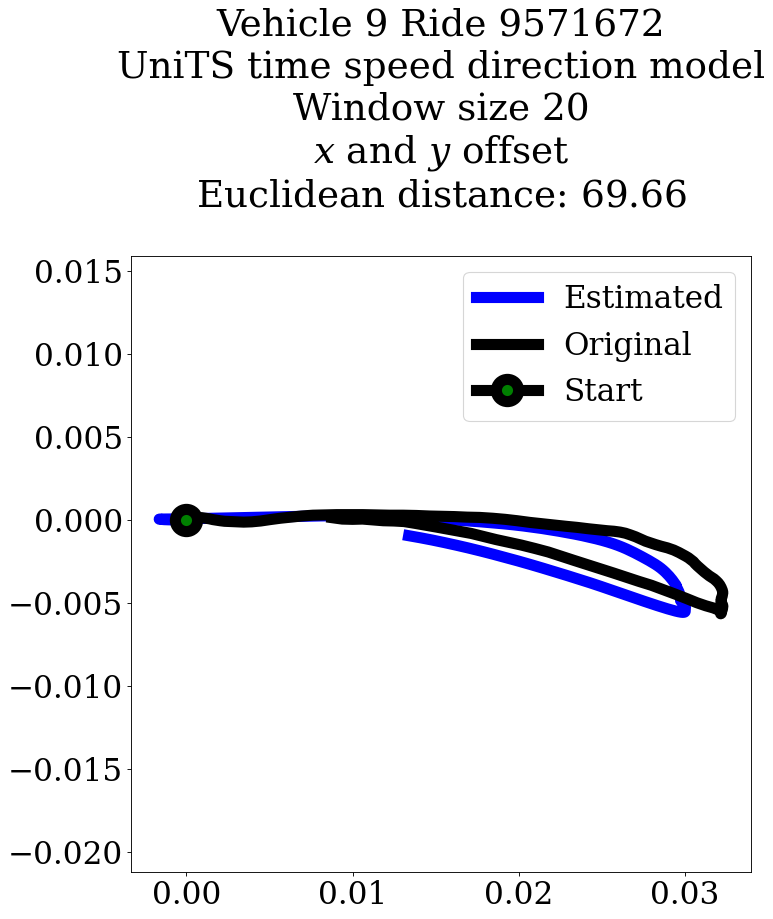 Vehicle 9 Ride 9571672
UniTS time speed direction model
Window size 20
x and y offset
Euclidean distance: 69.66
Estimated
Original
Start
0.015
0.010
0.005
0.000
−0.005
−0.010
−0.015
−0.020
0.00 0.01 0.02 0.03